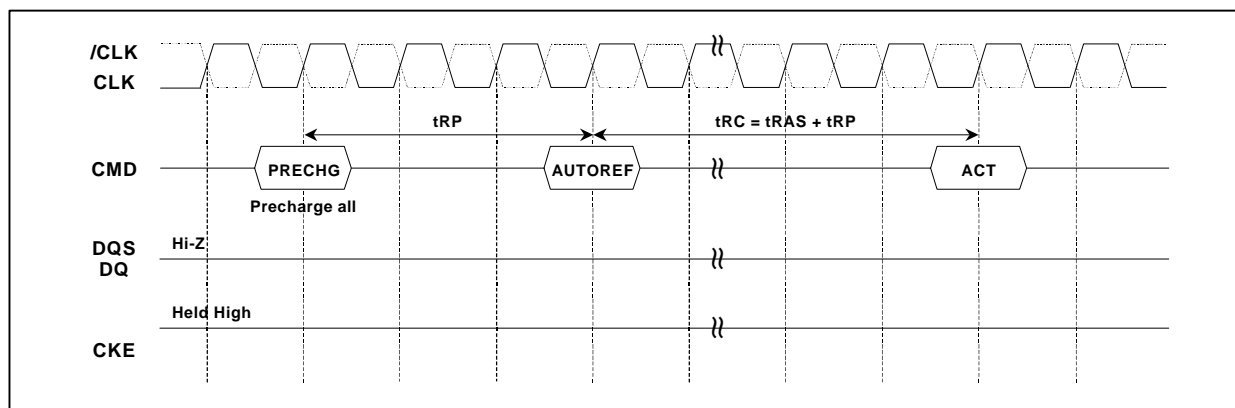 /CLK
CLK
tRP
tRC = tRAS + tRP
CMD
PRECHG
AUTOREF
ACT
Precharge all
DQS
DQ
Hi-Z
Held High
CKE